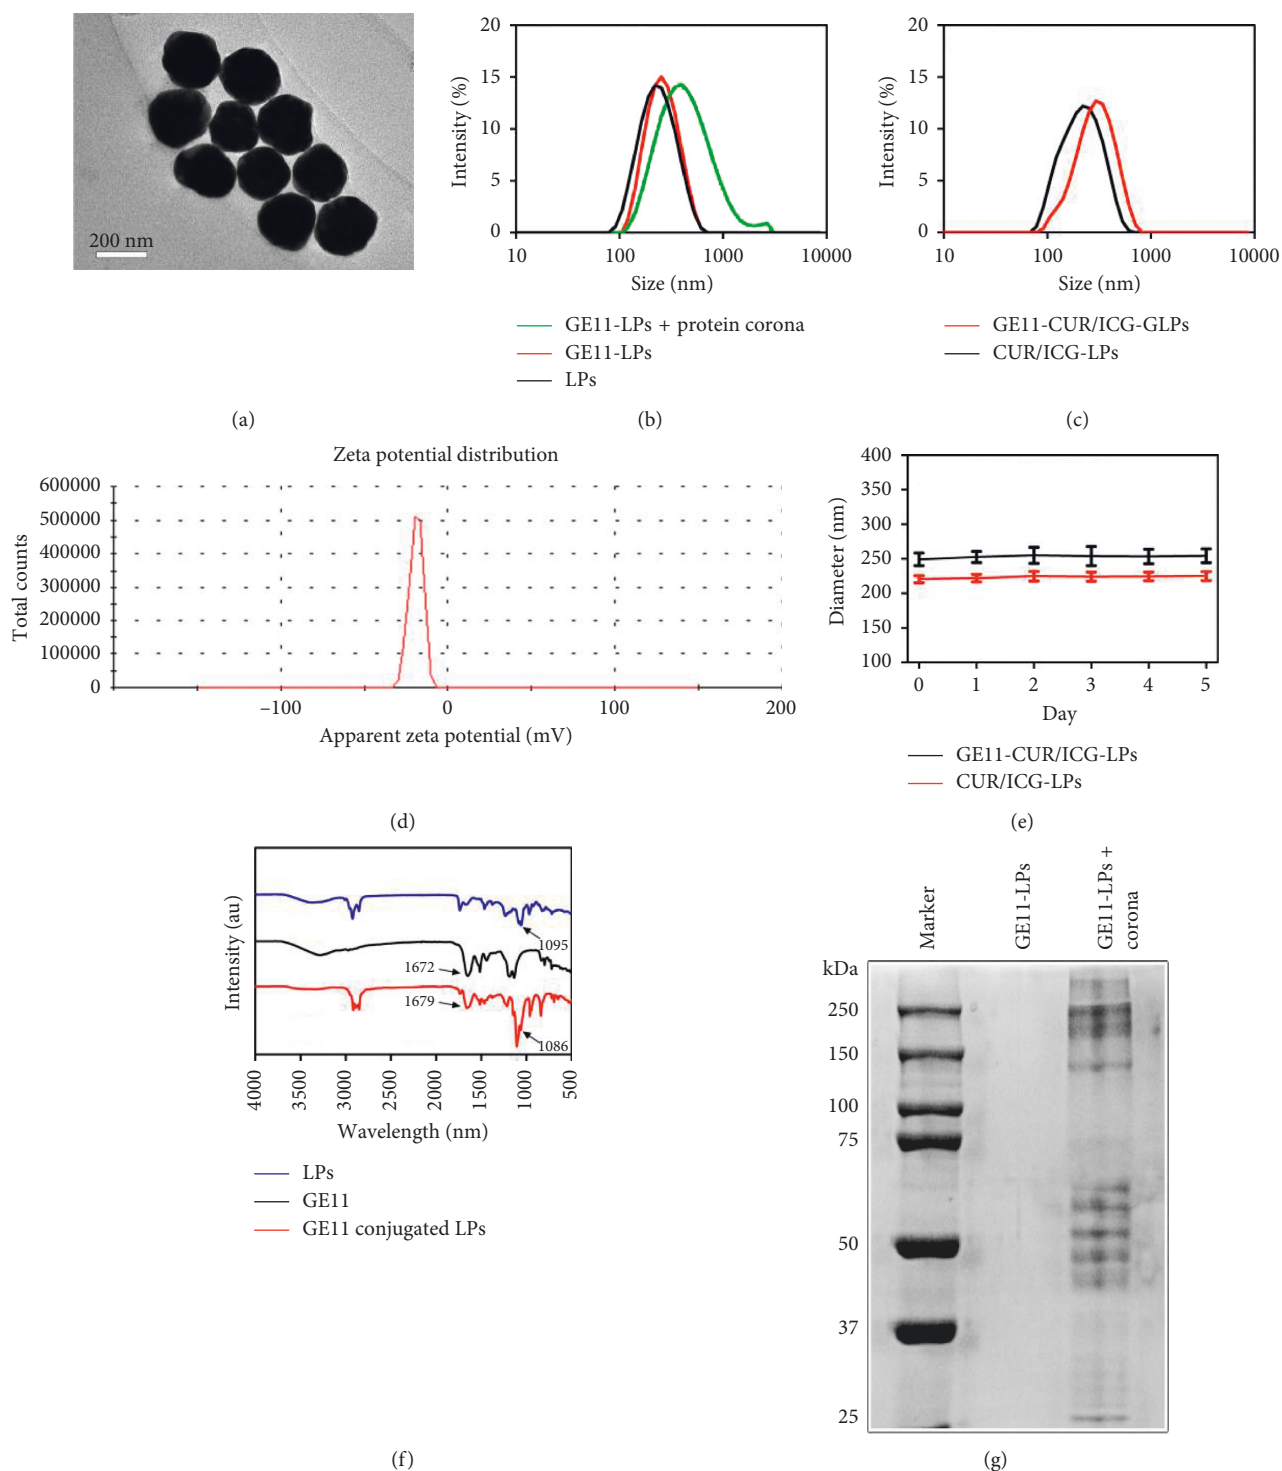 200 nm
(a)
20
15
10
5
0
Intensity (%)
10
100
1000
10000
Size (nm)
GE11-LPs + protein corona
GE11-LPs
LPs
(b)
20
15
10
5
0
Intensity (%)
10
100
1000
10000
Size (nm)
GE11-CUR/ICG-GLPs
CUR/ICG-LPs
(c)
Zeta potential distribution
600000
500000
400000
300000
200000
100000
0
Total counts
−100
0
100
200
Apparent zeta potential (mV)
(d)
400
350
300
250
200
150
100
Diameter (nm)
0
1
2
3
4
5
Day
GE11-CUR/ICG-LPs
CUR/ICG-LPs
(e)
Intensity (au)
1095
1672
1679
1086
4000
3500
3000
2500
2000
1500
1000
500
Wavelength (nm)
LPs
GE11
GE11 conjugated LPs
(f)
Marker
GE11-LPs
GE11-LPs +
corona
kDa
250
150
100
75
50
37
25
(g)